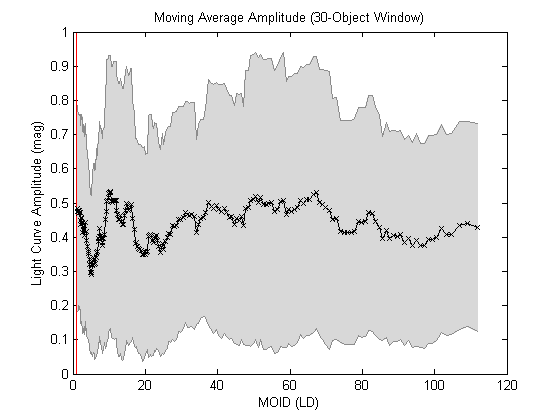 Moving Average Amplitude (30-Object Window)
1
0.9
0.8
0.7
0.6
0.5
0.4
0.3
0.2
0.1
0
Light Curve Amplitude (mag)
0 20 40 60 80 100 120
MOID (LD)